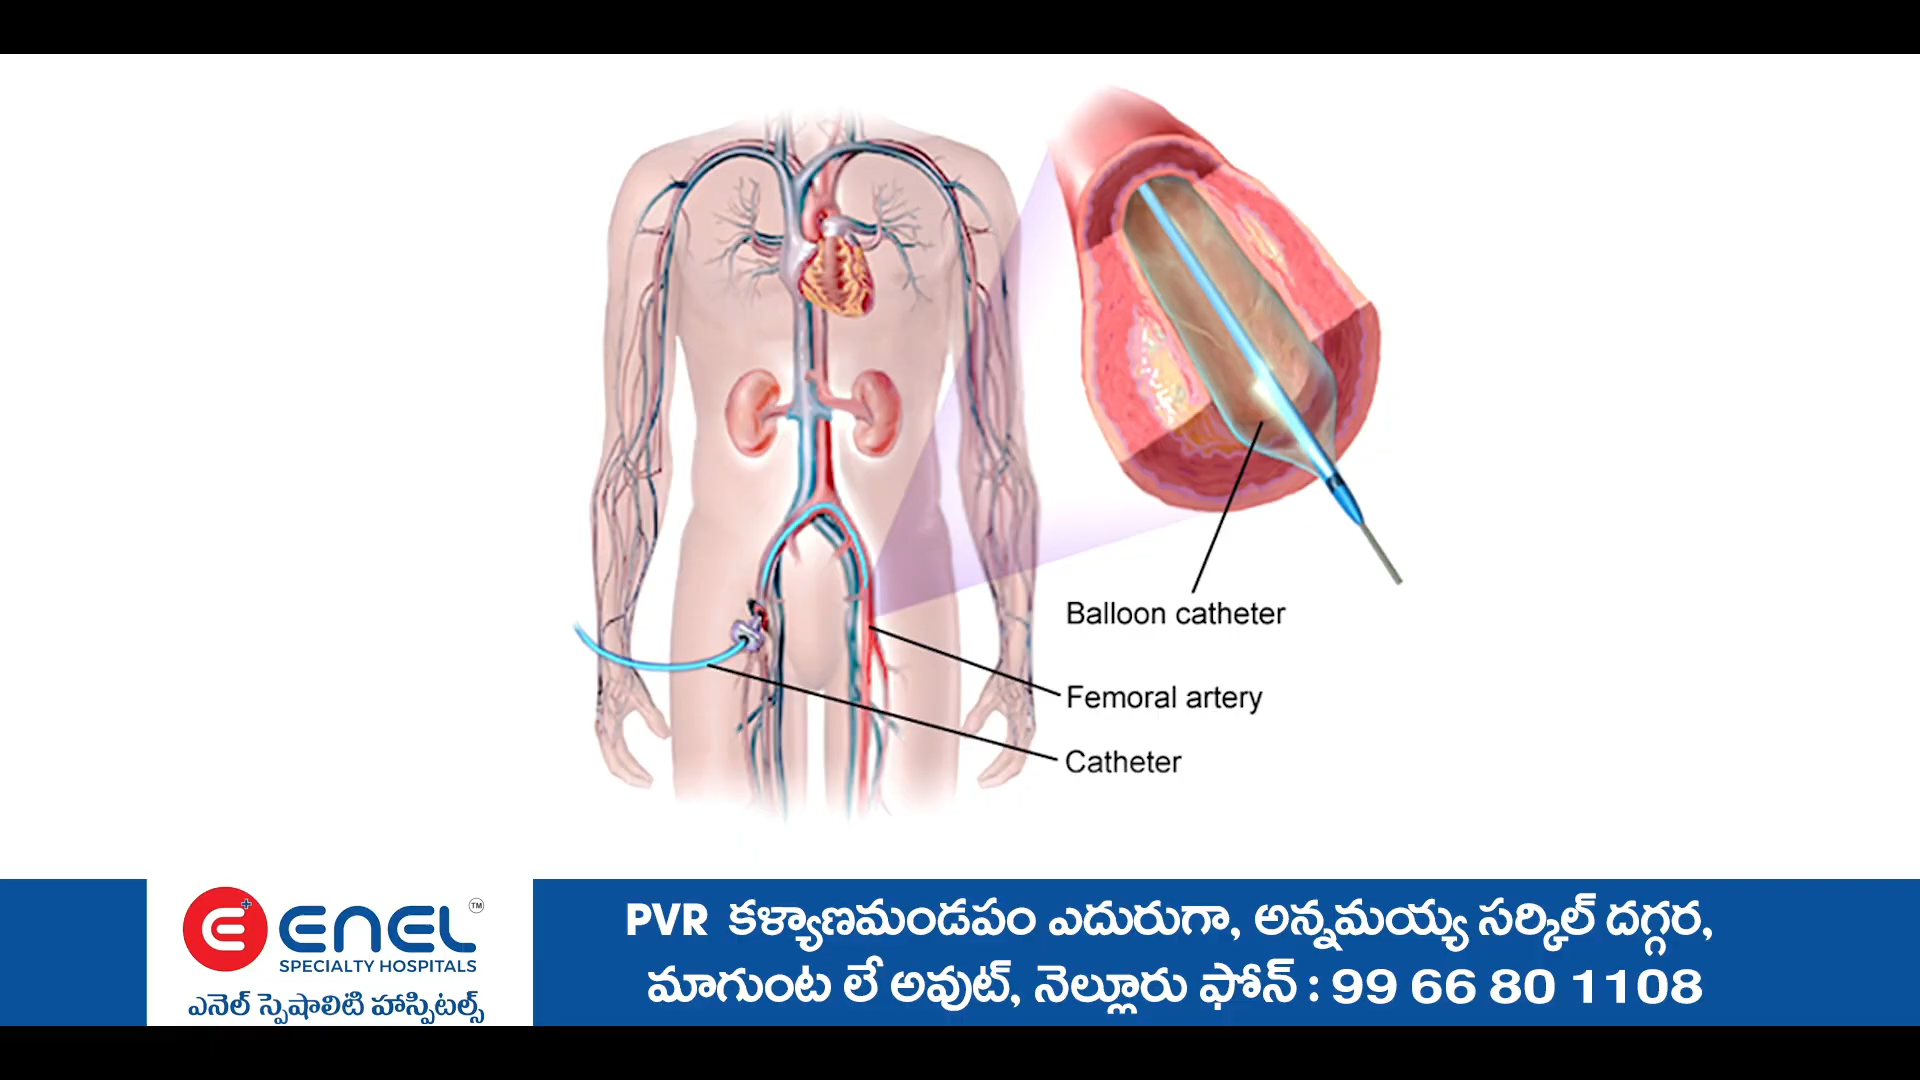 Balloon catheter
Femoral artery
Catheter
ENEL TM
SPECIALTY HOSPITALS
ఎనెల్ స్పెషాలిటి హాస్పిటల్స్
PVR కళ్యాణమండపం ఎదురుగా, అన్నమయ్య సర్కిల్ దగ్గర,
మాగుంట లే అవుట్, నెల్లూరు ఫోన్ : 99 66 80 1108